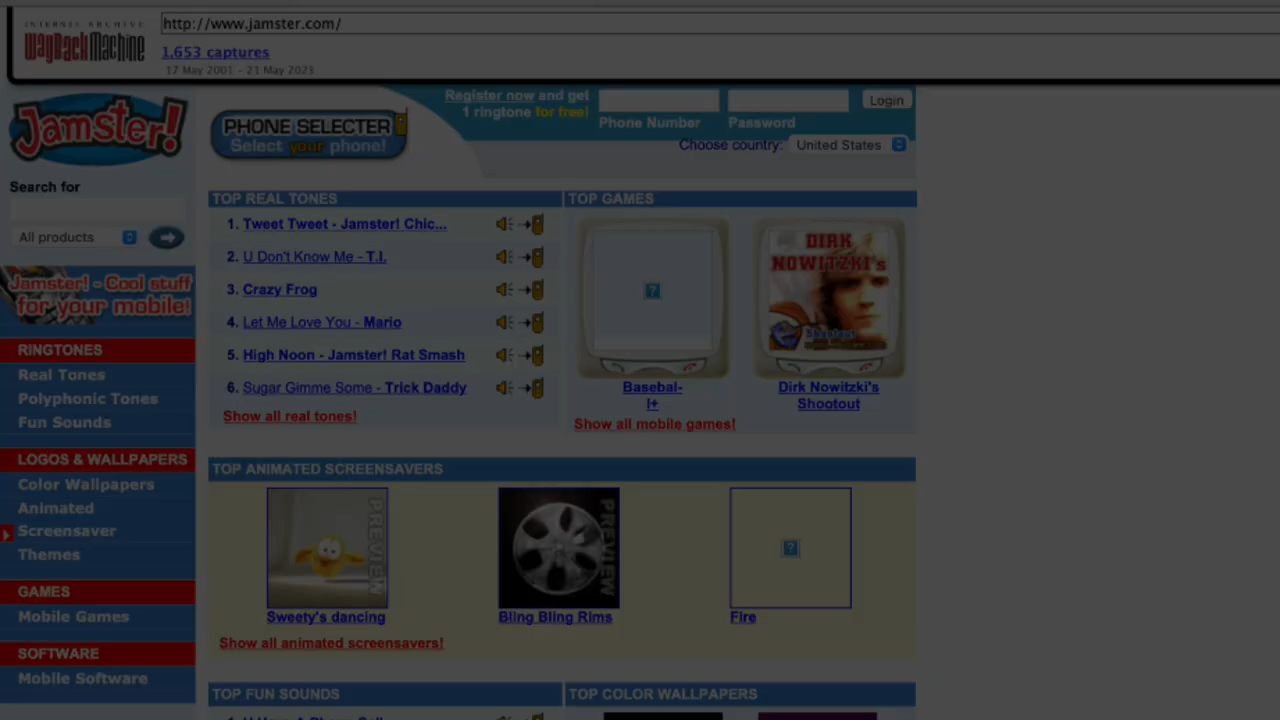 INTERNET ARCHIVE
WayBackMachine
http://www.jamster.com/
1,653 captures
17 May 2001 - 21 May 2023
Jamster!
PHONE SELECTER
Select your phone!
Register now and get
1 ringtone for free!
Phone Number
Password
Login
Choose country:
United States
Search for
All products
Jamster! - Cool stuff
for your mobile!
RINGTONES
Real Tones
Polyphonic Tones
Fun Sounds
LOGOS & WALLPAPERS
Color Wallpapers
Animated
Screensaver
Themes
GAMES
Mobile Games
SOFTWARE
Mobile Software
TOP REAL TONES
1. Tweet Tweet - Jamster! Chic...
2. U Don't Know Me - T.I.
3. Crazy Frog
4. Let Me Love You - Mario
5. High Noon - Jamster! Rat Smash
6. Sugar Gimme Some - Trick Daddy
Show all real tones!
TOP GAMES
DIRK
NOWITZKI's
Shootout
Basebal-
l+
Dirk Nowitzki's
Shootout
Show all mobile games!
TOP ANIMATED SCREENSAVERS
PREVIEW
PREVIEW
Sweety's dancing
Bling Bling Rims
Fire
Show all animated screensavers!
TOP FUN SOUNDS
TOP COLOR WALLPAPERS